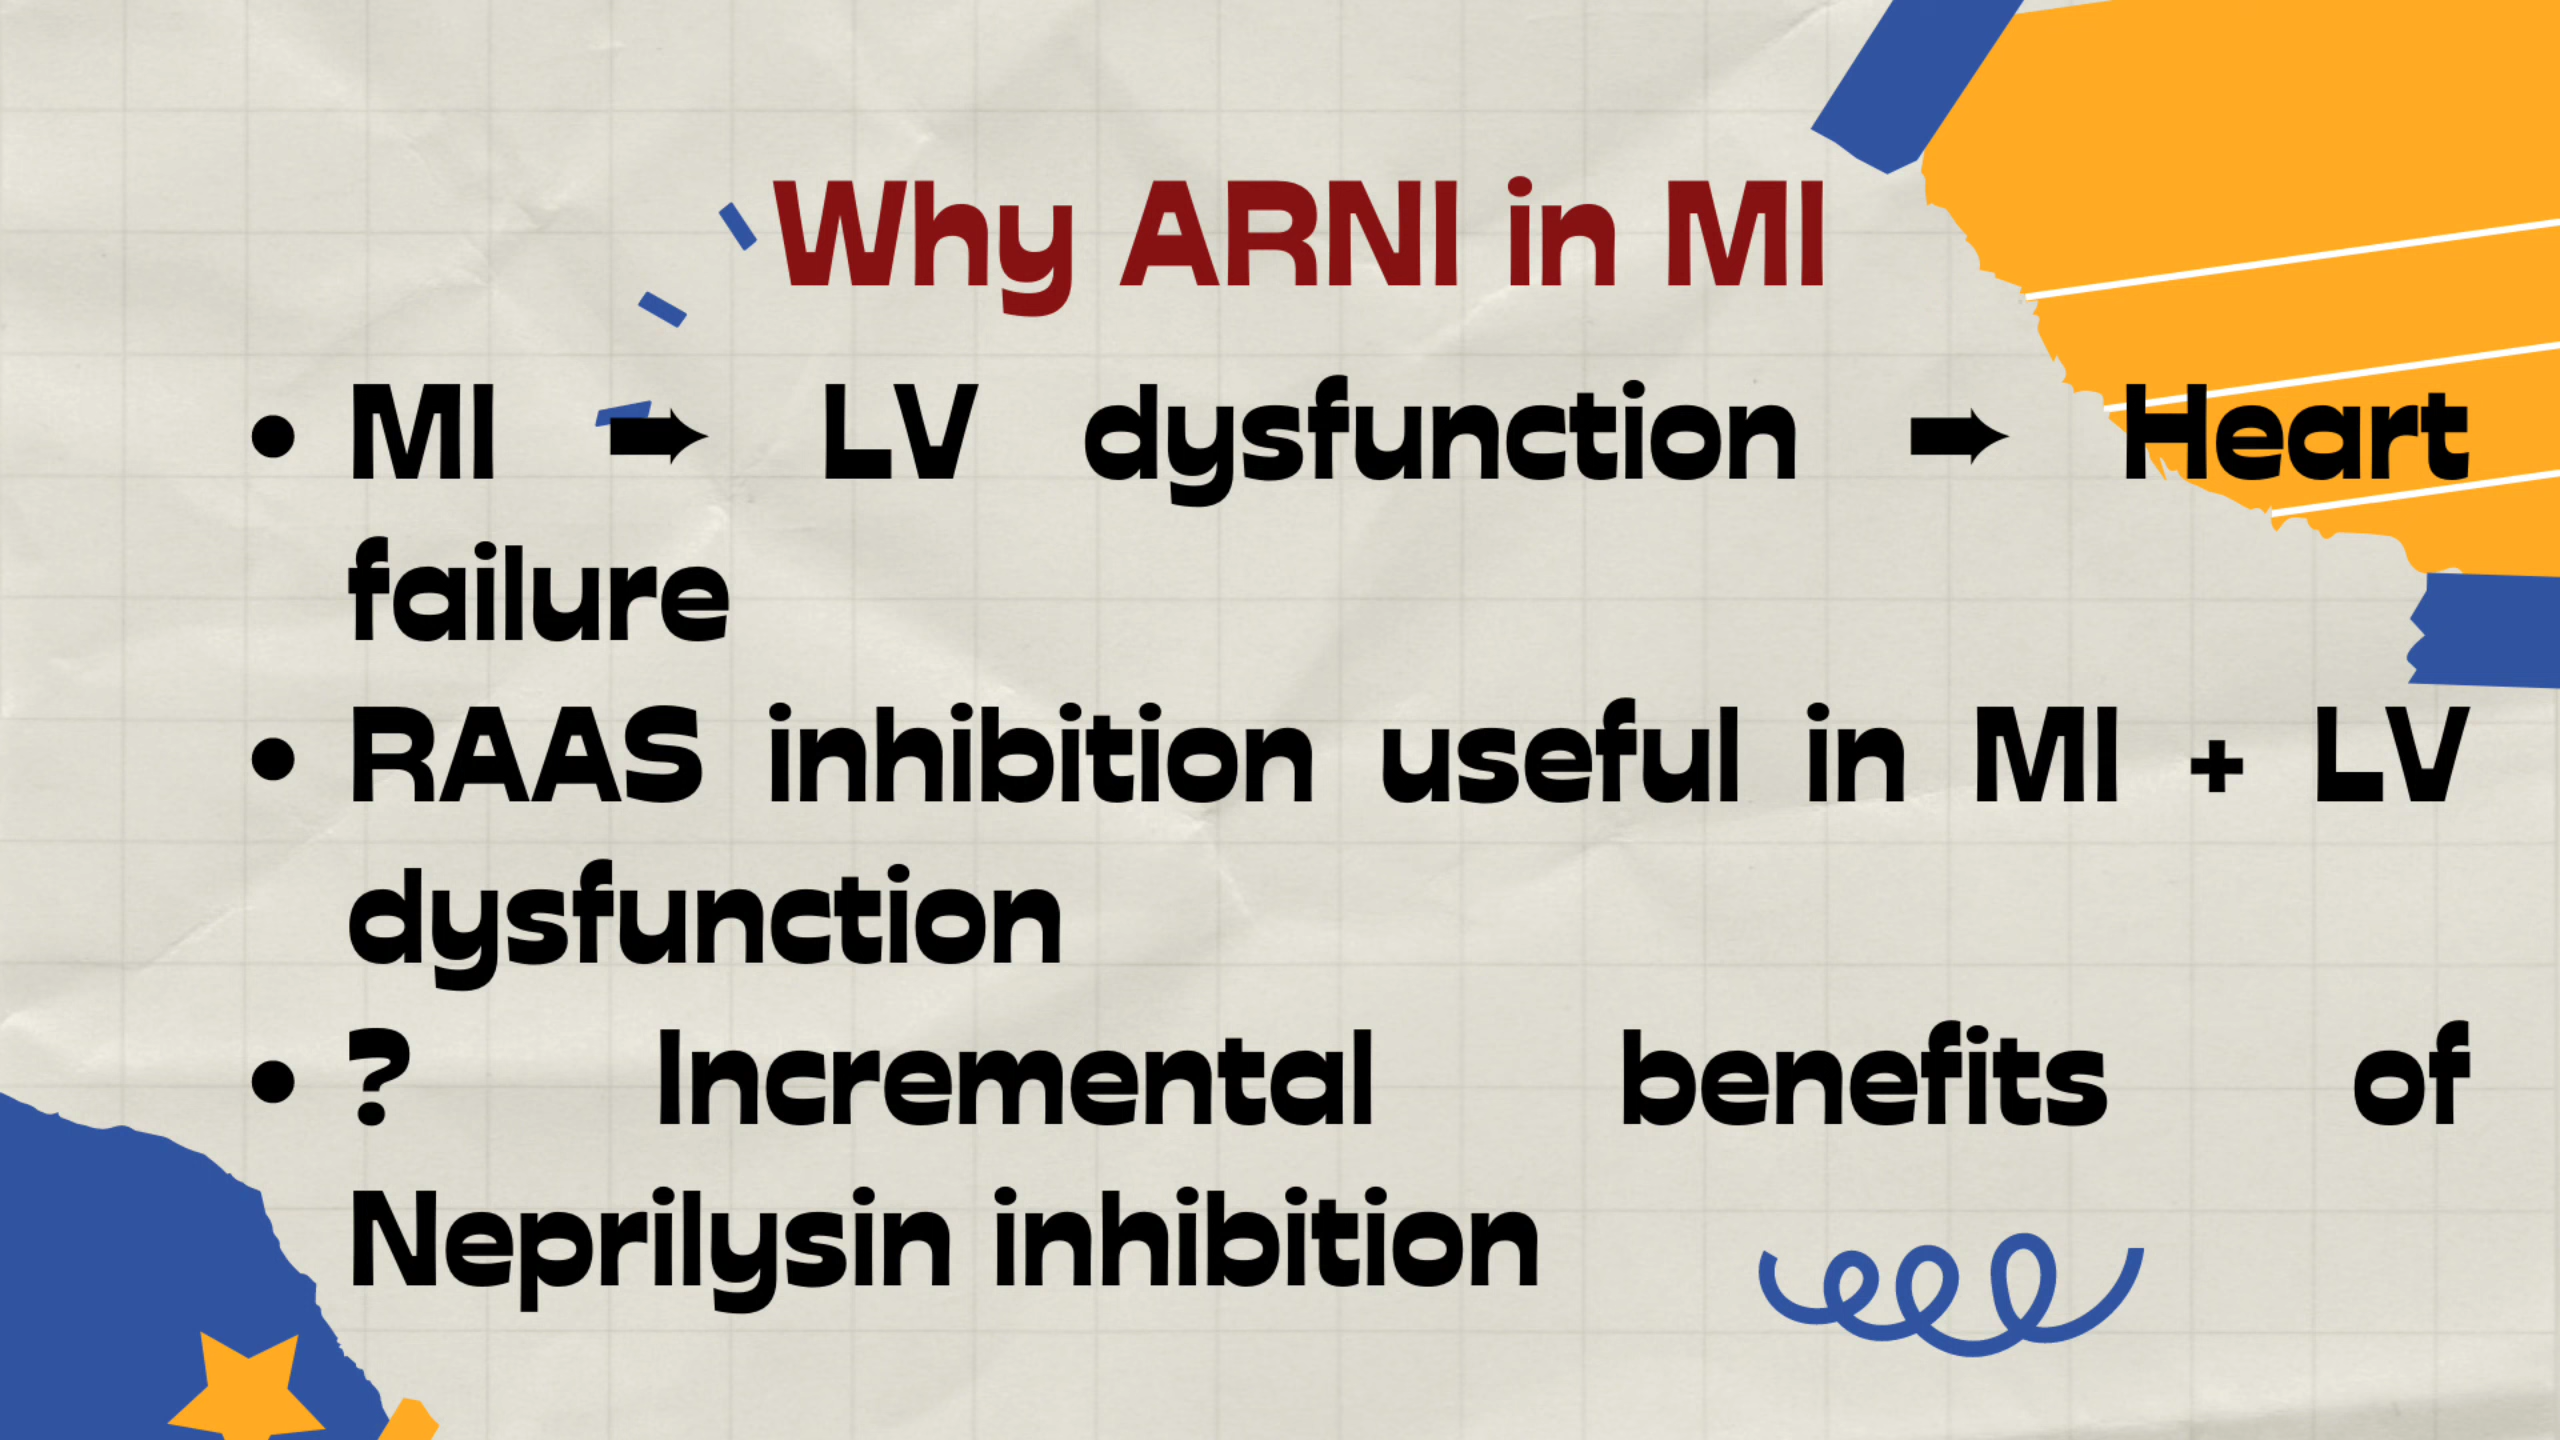 Why ARNI in MI
• MI ➨ LV dysfunction ➨ Heart
failure
• RAAS inhibition useful in MI + LV
dysfunction
• ? Incremental benefits of
Neprilysin inhibition